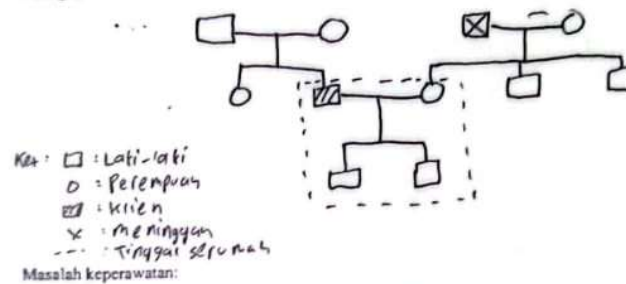 Ket : □ : Laki-laki
○ : Perempuan
▨ : Klien
× : meninggal
--- : Tinggal serumah
Masalah keperawatan: